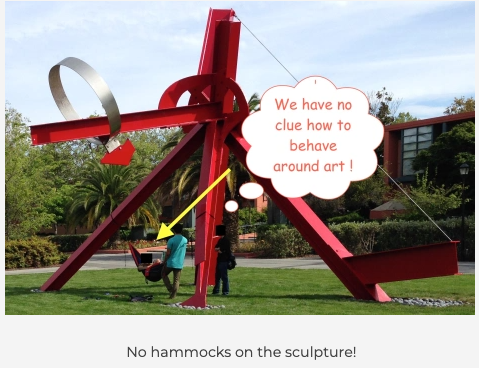 We have no
clue how to
behave
around art !
No hammocks on the sculpture!